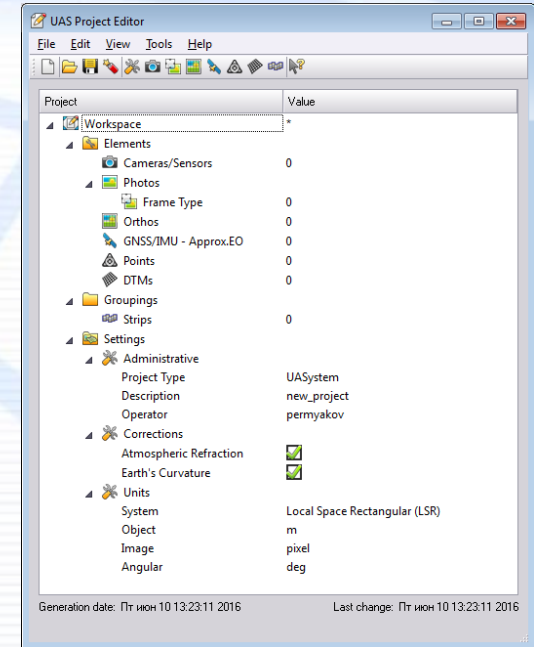 UAS Project Editor
File Edit View Tools Help
Project Value
Workspace *
Elements
Cameras/Sensors 0
Photos
Frame Type 0
Orthos 0
GNSS/IMU - Approx.EO 0
Points 0
DTMs 0
Groupings
Strips 0
Settings
Administrative
Project Type UASystem
Description new_project
Operator permyakov
Corrections
Atmospheric Refraction
Earth's Curvature
Units
System Local Space Rectangular (LSR)
Object m
Image pixel
Angular deg
Generation date: Пт июн 10 13:23:11 2016 Last change: Пт июн 10 13:23:11 2016